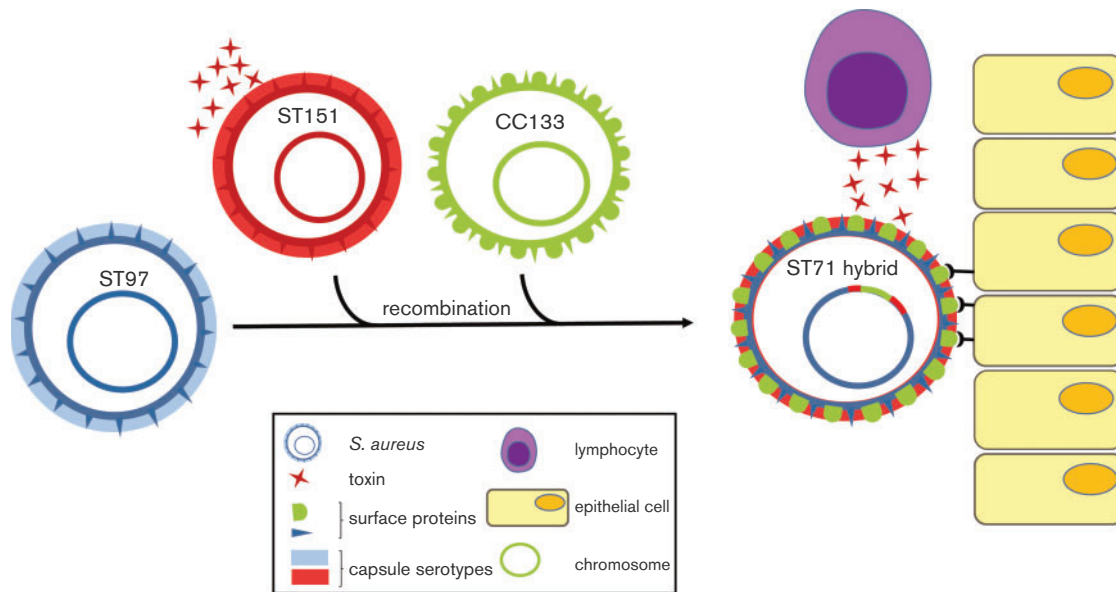 ST151
CC133
ST97
recombination
ST71 hybrid
S. aureus
toxin
surface proteins
capsule serotypes
lymphocyte
epithelial cell
chromosome